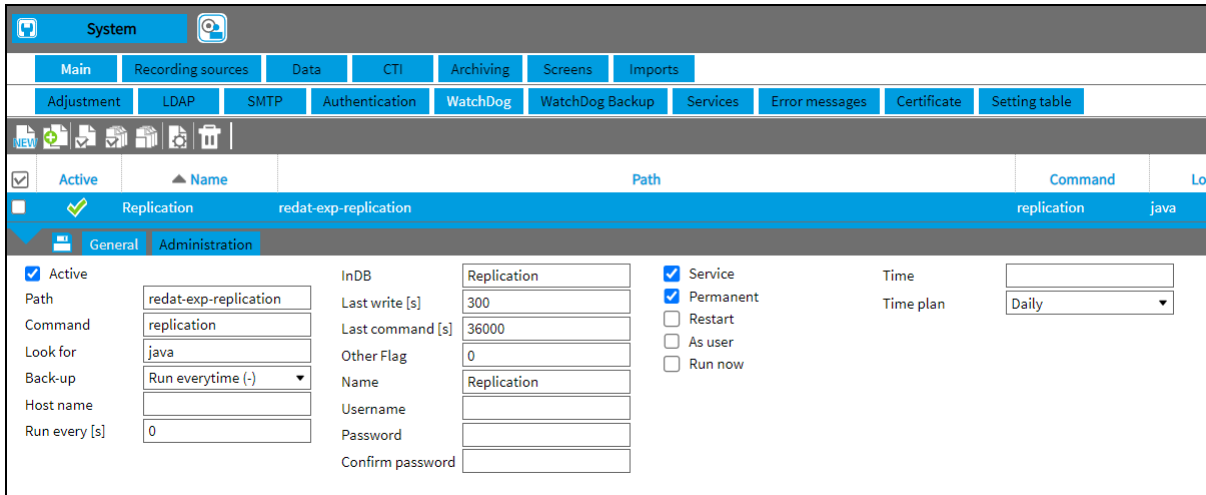 System
Main Recording sources Data CTI Archiving Screens Imports
Adjustment LDAP SMTP Authentication WatchDog WatchDog Backup Services Error messages Certificate Setting table
NEW
Active Name Path Command Lo
Replication redat-exp-replication replication java
General Administration
Active InDB Replication Service Time
Path redat-exp-replication Last write [s] 300 Permanent Time plan Daily
Command replication Last command [s] 36000 Restart
Look for java Other Flag 0 As user
Back-up Run everytime (-) Name Replication Run now
Host name Username
Run every [s] 0 Password
Confirm password